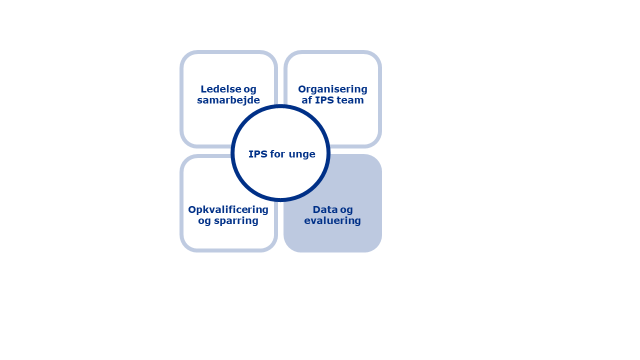 Ledelse og
samarbejde
Organisering
af IPS team
IPS for unge
Opkvalificering
og sparring
Data og
evaluering